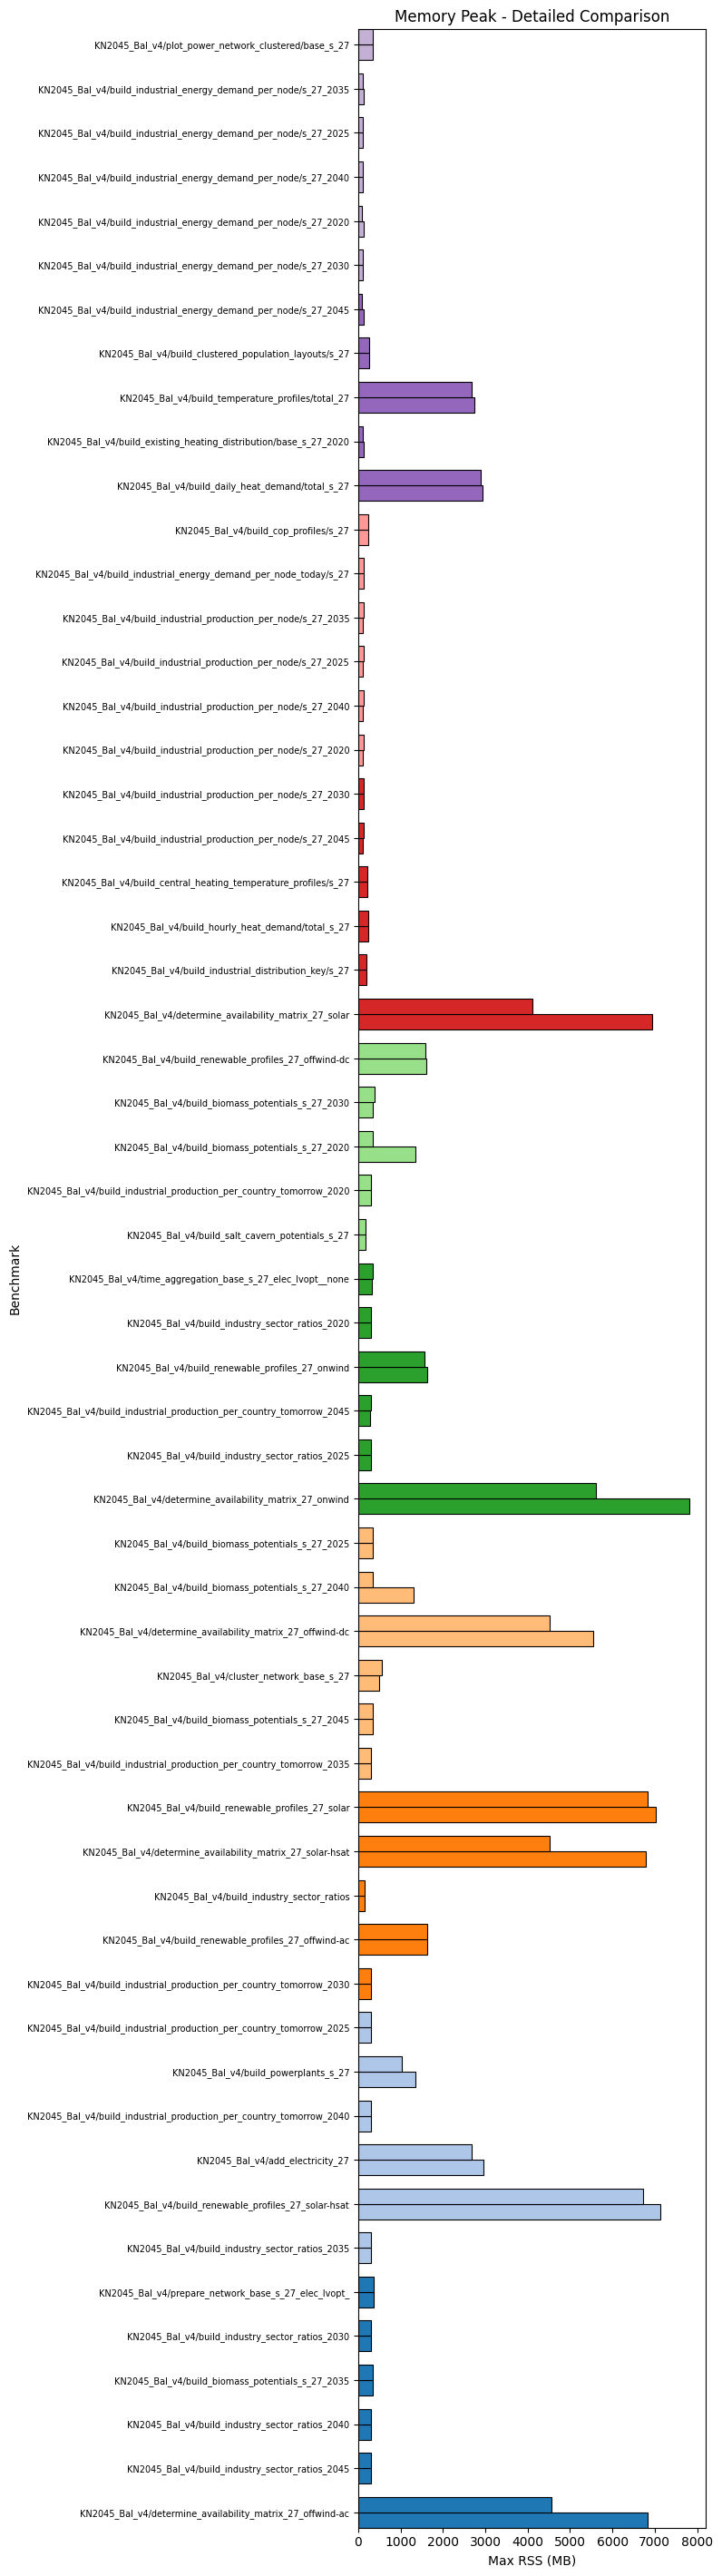 Memory Peak - Detailed Comparison
KN2045_Bal_v4/plot_power_network_clustered/base_s_27
KN2045_Bal_v4/build_industrial_energy_demand_per_node/s_27_2035
KN2045_Bal_v4/build_industrial_energy_demand_per_node/s_27_2025
KN2045_Bal_v4/build_industrial_energy_demand_per_node/s_27_2040
KN2045_Bal_v4/build_industrial_energy_demand_per_node/s_27_2020
KN2045_Bal_v4/build_industrial_energy_demand_per_node/s_27_2030
KN2045_Bal_v4/build_industrial_energy_demand_per_node/s_27_2045
KN2045_Bal_v4/build_clustered_population_layouts/s_27
KN2045_Bal_v4/build_temperature_profiles/total_27
KN2045_Bal_v4/build_existing_heating_distribution/base_s_27_2020
KN2045_Bal_v4/build_daily_heat_demand/total_s_27
KN2045_Bal_v4/build_cop_profiles/s_27
KN2045_Bal_v4/build_industrial_energy_demand_per_node_today/s_27
KN2045_Bal_v4/build_industrial_production_per_node/s_27_2035
KN2045_Bal_v4/build_industrial_production_per_node/s_27_2025
KN2045_Bal_v4/build_industrial_production_per_node/s_27_2040
KN2045_Bal_v4/build_industrial_production_per_node/s_27_2020
KN2045_Bal_v4/build_industrial_production_per_node/s_27_2030
KN2045_Bal_v4/build_industrial_production_per_node/s_27_2045
KN2045_Bal_v4/build_central_heating_temperature_profiles/s_27
KN2045_Bal_v4/build_hourly_heat_demand/total_s_27
KN2045_Bal_v4/build_industrial_distribution_key/s_27
KN2045_Bal_v4/determine_availability_matrix_27_solar
KN2045_Bal_v4/build_renewable_profiles_27_offwind-dc
KN2045_Bal_v4/build_biomass_potentials_s_27_2030
KN2045_Bal_v4/build_biomass_potentials_s_27_2020
KN2045_Bal_v4/build_industrial_production_per_country_tomorrow_2020
KN2045_Bal_v4/build_salt_cavern_potentials_s_27
KN2045_Bal_v4/time_aggregation_base_s_27_elec_lvopt__none
KN2045_Bal_v4/build_industry_sector_ratios_2020
KN2045_Bal_v4/build_renewable_profiles_27_onwind
KN2045_Bal_v4/build_industrial_production_per_country_tomorrow_2045
KN2045_Bal_v4/build_industry_sector_ratios_2025
KN2045_Bal_v4/determine_availability_matrix_27_onwind
KN2045_Bal_v4/build_biomass_potentials_s_27_2025
KN2045_Bal_v4/build_biomass_potentials_s_27_2040
KN2045_Bal_v4/determine_availability_matrix_27_offwind-dc
KN2045_Bal_v4/cluster_network_base_s_27
KN2045_Bal_v4/build_biomass_potentials_s_27_2045
KN2045_Bal_v4/build_industrial_production_per_country_tomorrow_2035
KN2045_Bal_v4/build_renewable_profiles_27_solar
KN2045_Bal_v4/determine_availability_matrix_27_solar-hsat
KN2045_Bal_v4/build_industry_sector_ratios
KN2045_Bal_v4/build_renewable_profiles_27_offwind-ac
KN2045_Bal_v4/build_industrial_production_per_country_tomorrow_2030
KN2045_Bal_v4/build_industrial_production_per_country_tomorrow_2025
KN2045_Bal_v4/build_powerplants_s_27
KN2045_Bal_v4/build_industrial_production_per_country_tomorrow_2040
KN2045_Bal_v4/add_electricity_27
KN2045_Bal_v4/build_renewable_profiles_27_solar-hsat
KN2045_Bal_v4/build_industry_sector_ratios_2035
KN2045_Bal_v4/prepare_network_base_s_27_elec_lvopt_
KN2045_Bal_v4/build_industry_sector_ratios_2030
KN2045_Bal_v4/build_biomass_potentials_s_27_2035
KN2045_Bal_v4/build_industry_sector_ratios_2040
KN2045_Bal_v4/build_industry_sector_ratios_2045
KN2045_Bal_v4/determine_availability_matrix_27_offwind-ac
Benchmark
0 1000 2000 3000 4000 5000 6000 7000 8000
Max RSS (MB)